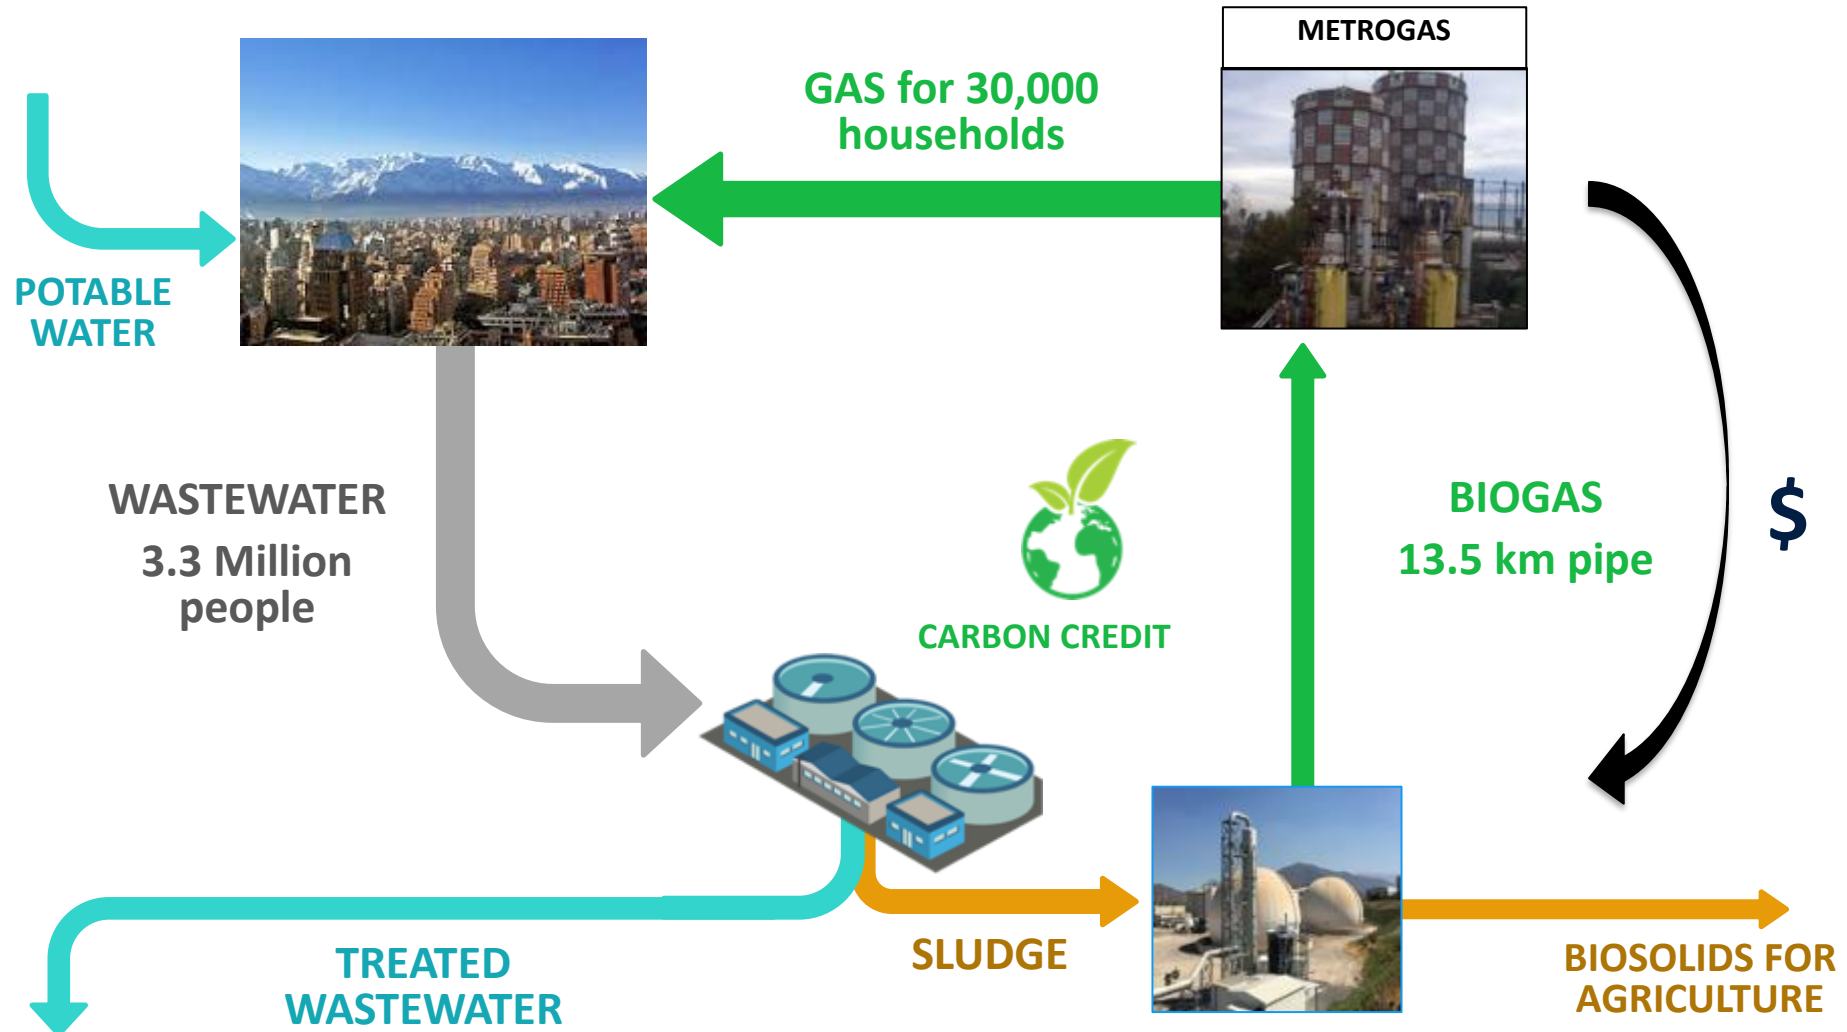 METROGAS
GAS for 30,000
households
POTABLE
WATER
WASTEWATER
3.3 Million
people
BIOGAS
13.5 km pipe
$
CARBON CREDIT
SLUDGE
TREATED
WASTEWATER
BIOSOLIDS FOR
AGRICULTURE